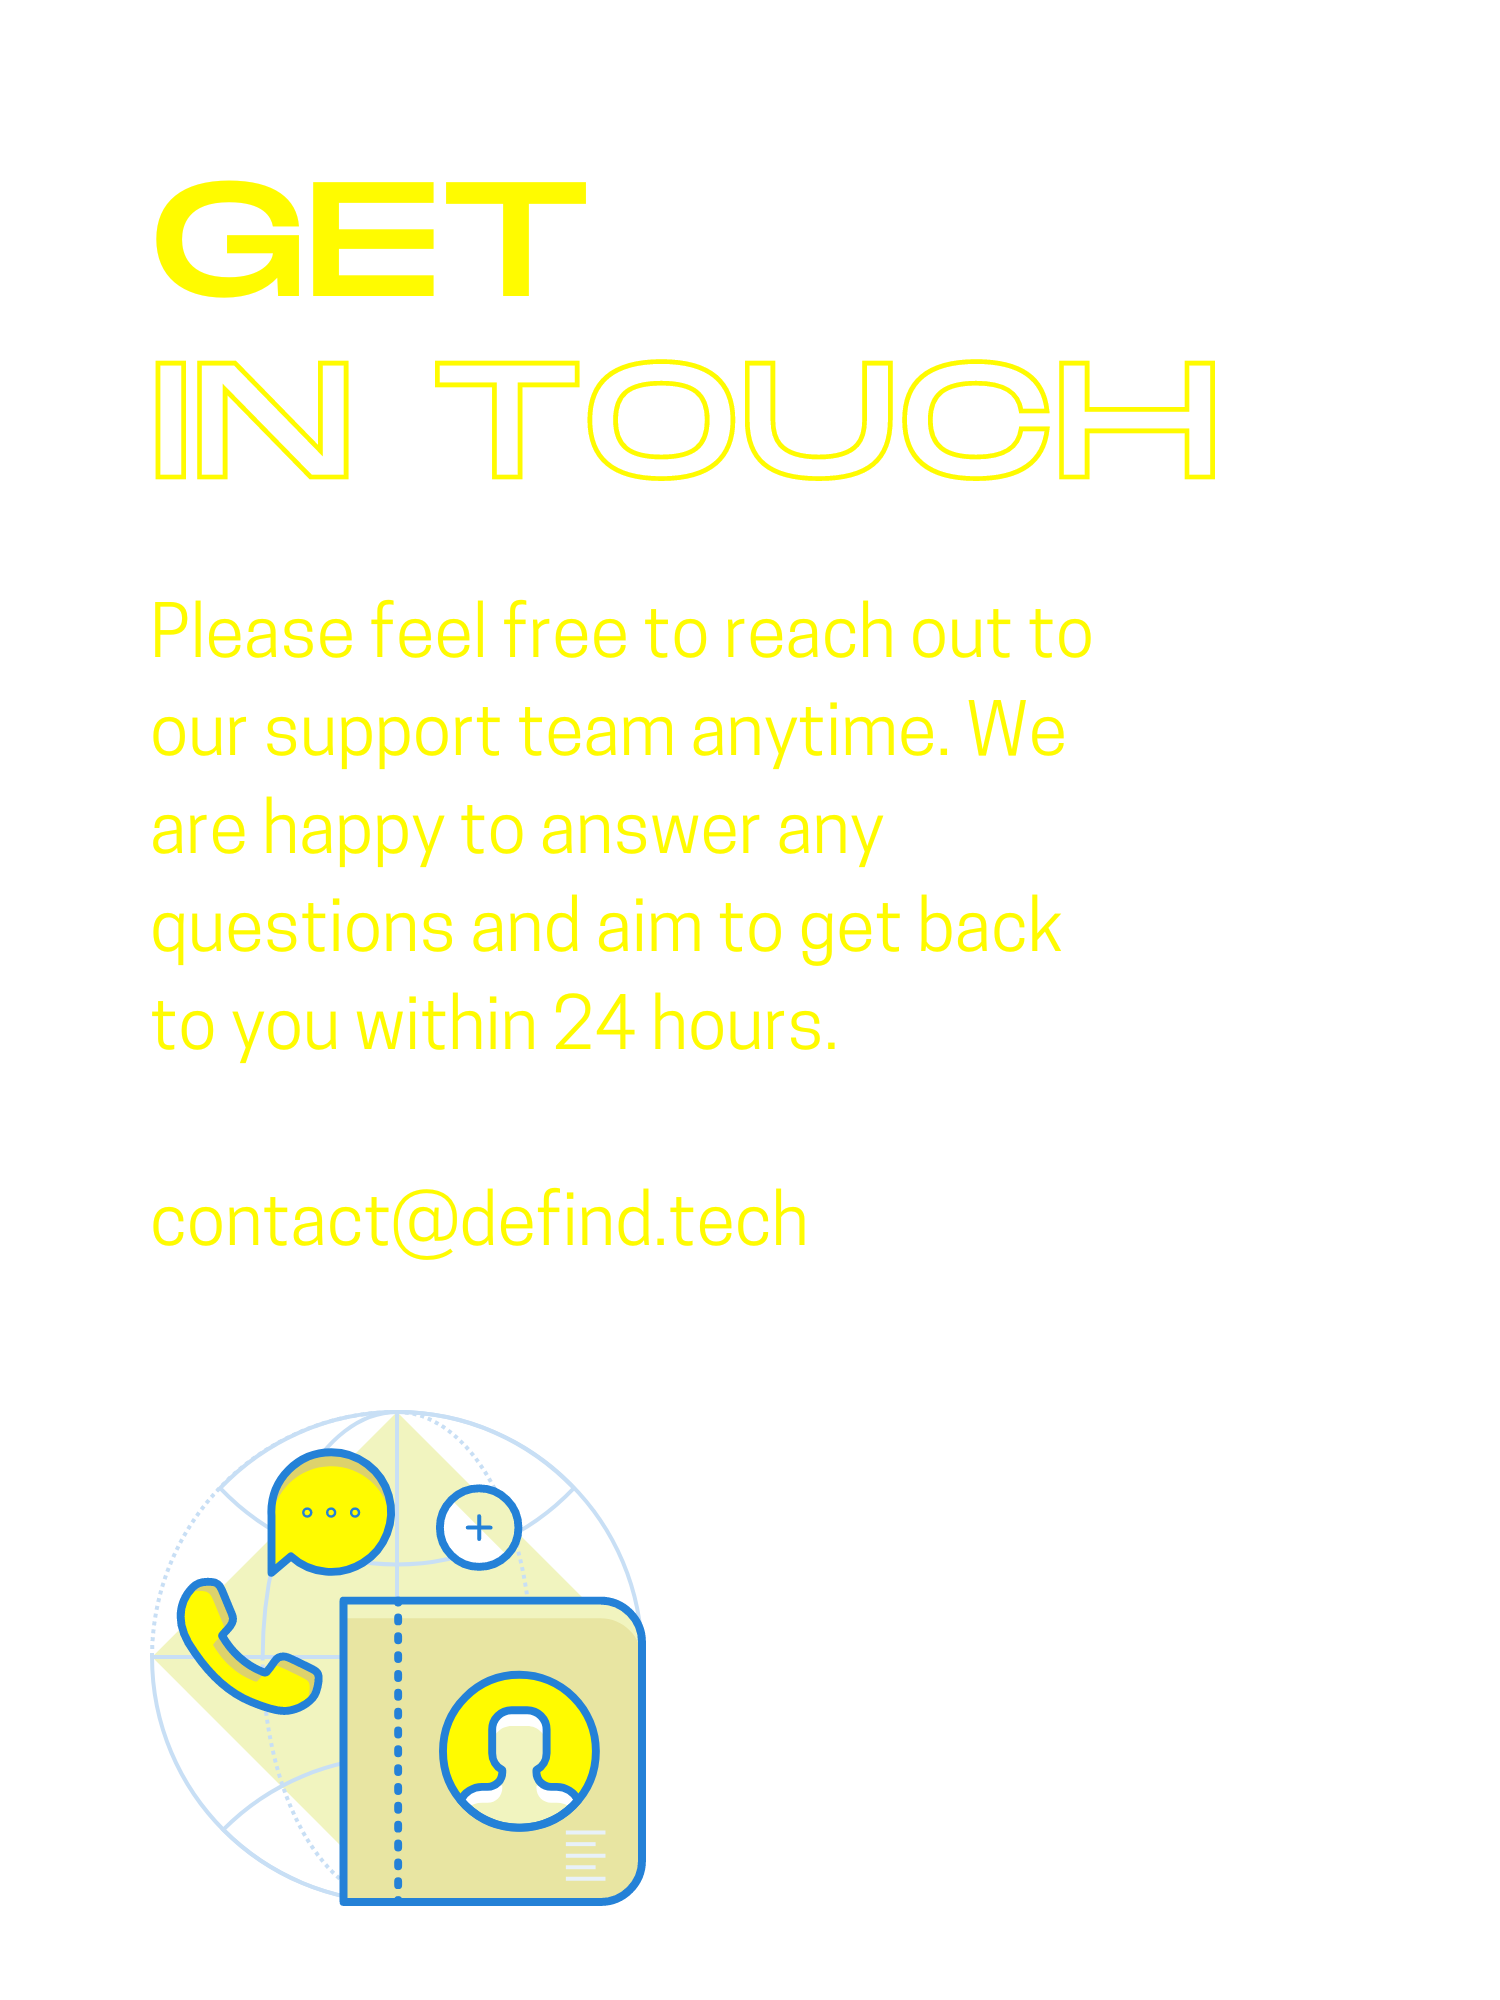 GET
IN TOUCH
Please feel free to reach out to
our support team anytime. We
are happy to answer any
questions and aim to get back
to you within 24 hours.
contact@defind.tech